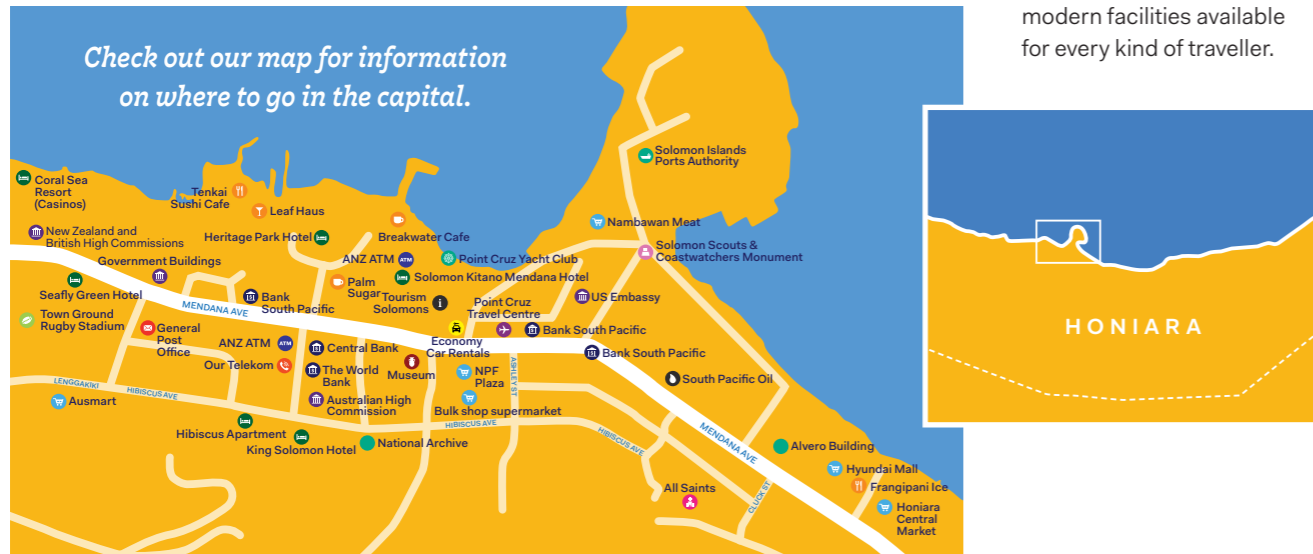 modern facilities available
for every kind of traveller.
Check out our map for information
on where to go in the capital.
Solomon Islands
Ports Authority
Coral Sea
Resort
(Casinos)
Tenkai
Sushi Cafe
Leaf Haus
Nambawan Meat
New Zealand and
British High Commissions
Heritage Park Hotel
Breakwater Cafe
Solomon Scouts &
Coastwatchers Monument
Government Buildings
ANZ ATM
ATM
Point Cruz Yacht Club
Seafly Green Hotel
Palm
Sugar
Solomon Kitano Mendana Hotel
Bank
South Pacific
Tourism
Solomons
i
Point Cruz
Travel Centre
US Embassy
MENDANA AVE
Town Ground
Rugby Stadium
General
Post
Office
ANZ ATM
ATM
Central Bank
Economy
Car Rentals
Bank South Pacific
Bank South Pacific
Our Telekom
The World
Bank
Museum
NPF
Plaza
ASHLEY ST
South Pacific Oil
LENGGAKIKI
HIBISCUS AVE
Ausmart
Australian High
Commission
Bulk shop supermarket
Hibiscus Apartment
King Solomon Hotel
National Archive
HIBISCUS AVE
HIBISCUS AVE
MENDANA AVE
Alvero Building
Hyundai Mall
Frangipani Ice
All Saints
CLUCK ST
Honiara
Central
Market
HONIARA